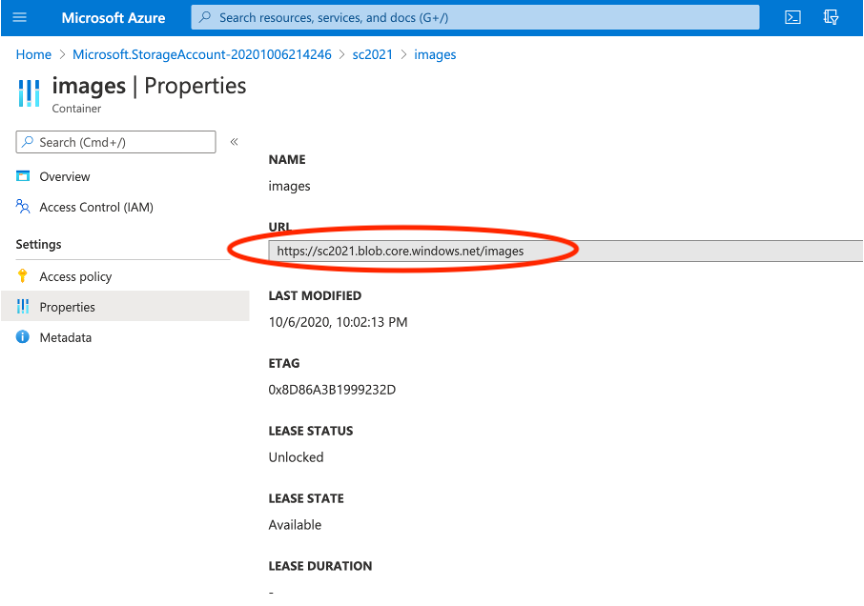 Microsoft Azure
Search resources, services, and docs (G+/)
Home > Microsoft.StorageAccount-20201006214246 > sc2021 > images
images | Properties
Container
Search (Cmd+/)
«
Overview
Access Control (IAM)
Settings
Access policy
Properties
Metadata
NAME
images
URL
https://sc2021.blob.core.windows.net/images
LAST MODIFIED
10/6/2020, 10:02:13 PM
ETAG
0x8D86A3B1999232D
LEASE STATUS
Unlocked
LEASE STATE
Available
LEASE DURATION
-